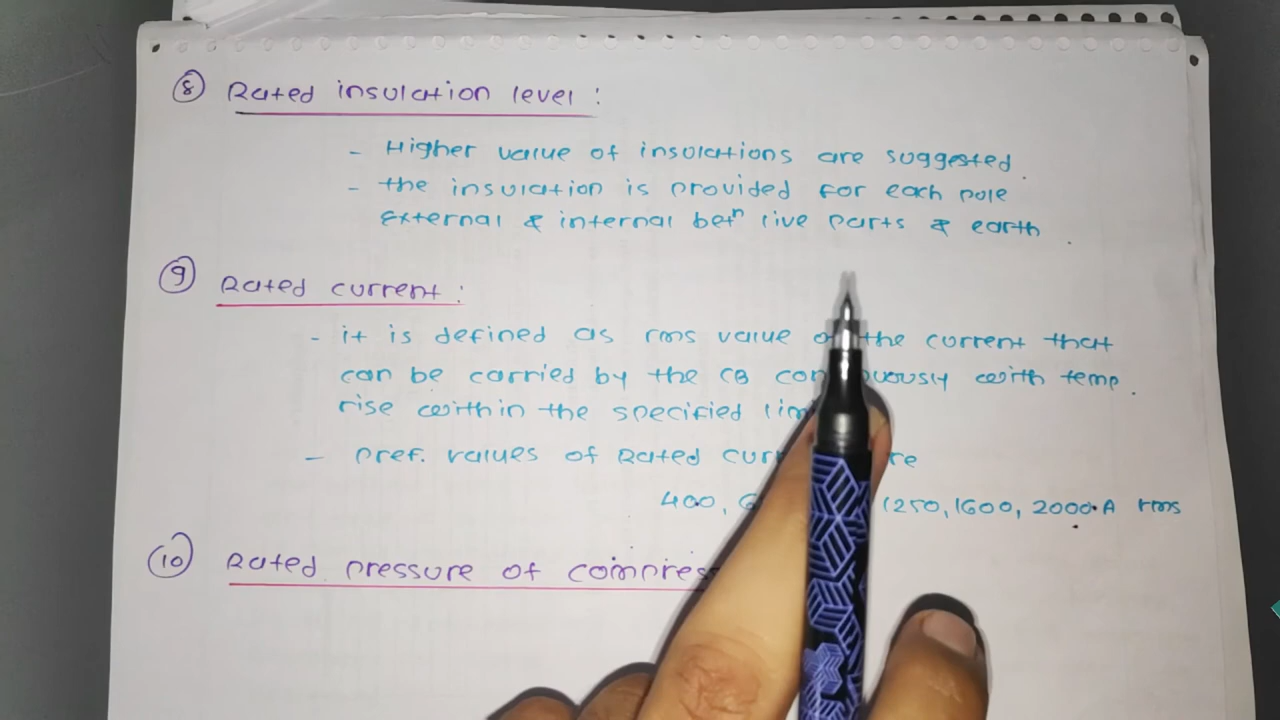 ⑧ Rated insulation level :
- Higher value of insulations are suggested.
- the insulation is provided for each pole
External & internal betⁿ live parts & earth.
⑨ Rated current :
- it is defined as rms value of the current that
can be carried by the CB continuously with temp.
rise within the specified
- pref. values of Rated
400, 1250, 1600, 2000 A rms
⑩ Rated pressure of